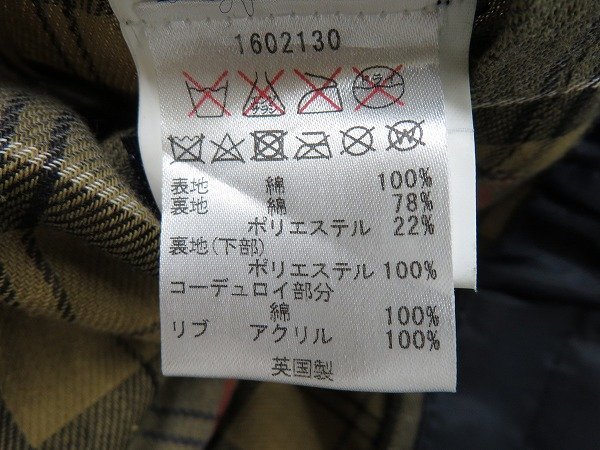 1602130
表地 綿 100%
裏地 綿 78%
ポリエステル 22%
裏地(下部)
ポリエステル 100%
コーデュロイ部分
綿 100%
リブ アクリル 100%
英国製